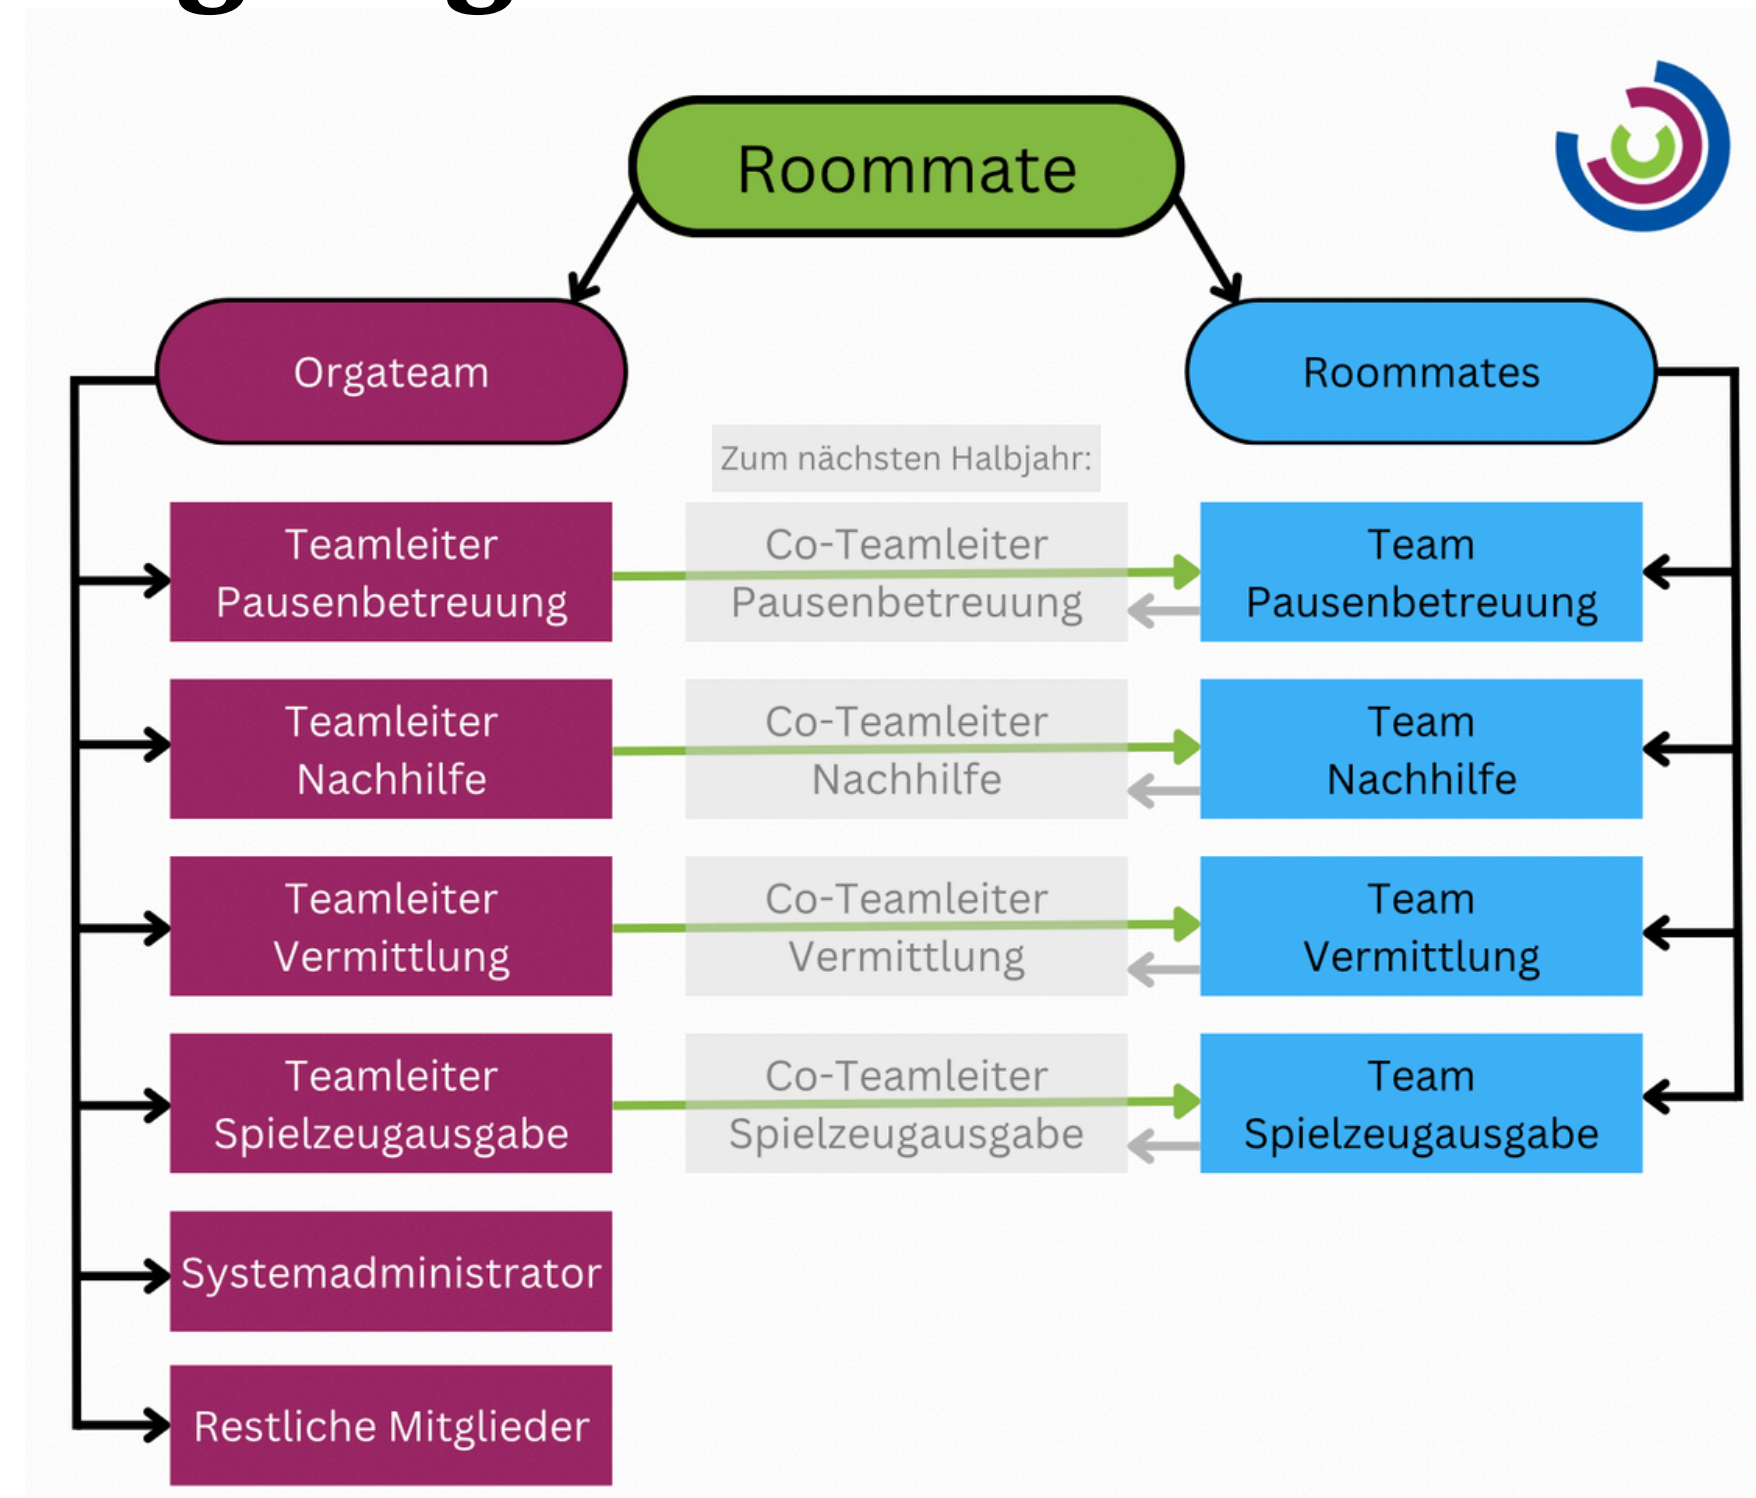 Roommate
Orgateam
Roommates
Zum nächsten Halbjahr:
Teamleiter
Pausenbetreuung
Co-Teamleiter
Pausenbetreuung
Team
Pausenbetreuung
Teamleiter
Nachhilfe
Co-Teamleiter
Nachhilfe
Team
Nachhilfe
Teamleiter
Vermittlung
Co-Teamleiter
Vermittlung
Team
Vermittlung
Teamleiter
Spielzeugausgabe
Co-Teamleiter
Spielzeugausgabe
Team
Spielzeugausgabe
Systemadministrator
Restliche Mitglieder